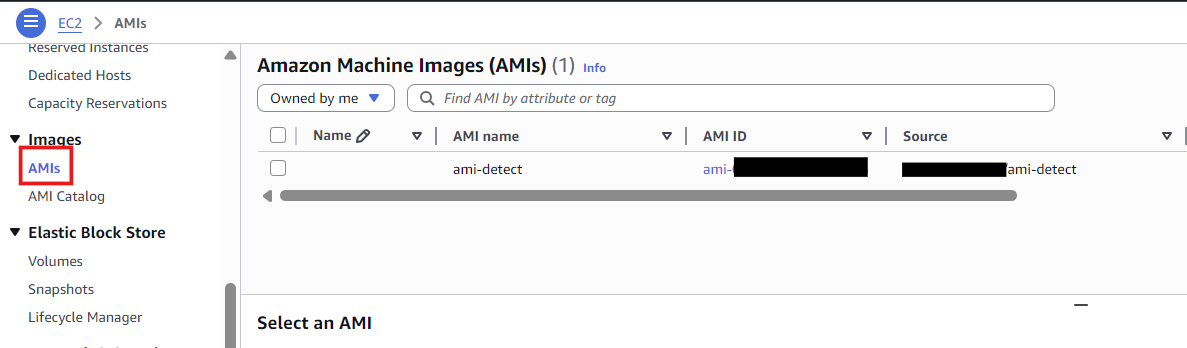 EC2 > AMIs
Reserved Instances
Dedicated Hosts
Capacity Reservations
Images
AMIs
AMI Catalog
Elastic Block Store
Volumes
Snapshots
Lifecycle Manager
Amazon Machine Images (AMIs) (1) Info
Owned by me
Find AMI by attribute or tag
Name AMI name AMI ID Source
ami-detect ami- /ami-detect
Select an AMI